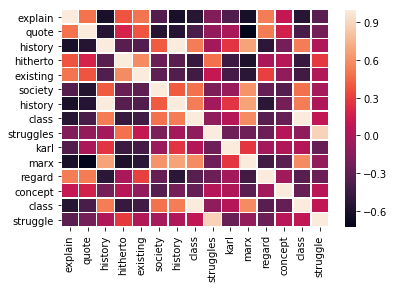 explain
quote
history
hitherto
existing
society
history
class
struggles
karl
marx
regard
concept
class
struggle
explain
quote
history
hitherto
existing
society
history
class
struggles
karl
marx
regard
concept
class
struggle
0.9
0.6
0.3
0.0
−0.3
−0.6